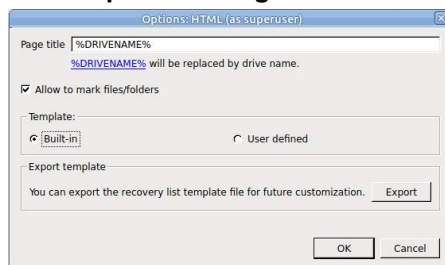 Options: HTML (as superuser)
Page title %DRIVENAME%
%DRIVENAME% will be replaced by drive name.
Allow to mark files/folders
Template:
Built-in User defined
Export template
You can export the recovery list template file for future customization. Export
OK Cancel